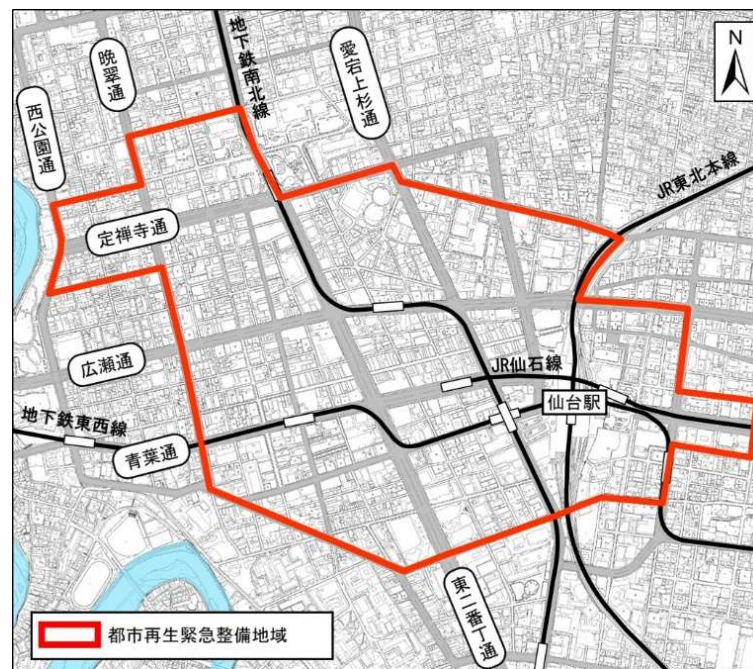 地下鉄南北線
晩翠通
愛宕上杉通
N
西公園通
JR東北本線
定禅寺通
広瀬通
JR仙石線
仙台駅
地下鉄東西線
青葉通
東二番丁通
都市再生緊急整備地域